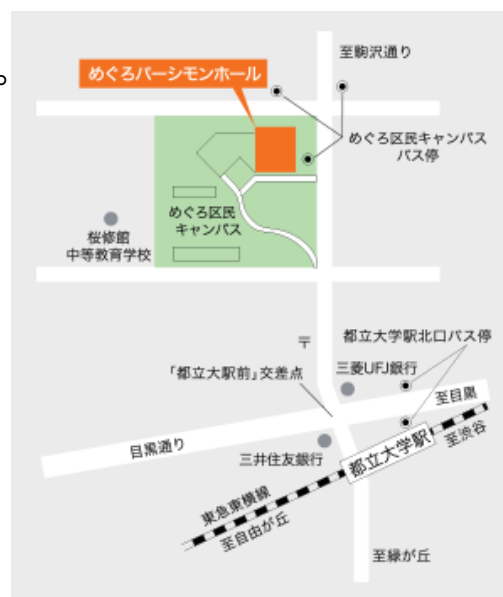 。
至駒沢通り
めぐろパーシモンホール
めぐろ区民キャンパス
バス停
めぐろ区民
キャンパス
桜修館
中等教育学校
〒
都立大学駅北口バス停
「都立大駅前」交差点
三菱UFJ銀行
至目黒
目黒通り
三井住友銀行
都立大学駅
至渋谷
東急東横線
至自由が丘
至緑が丘